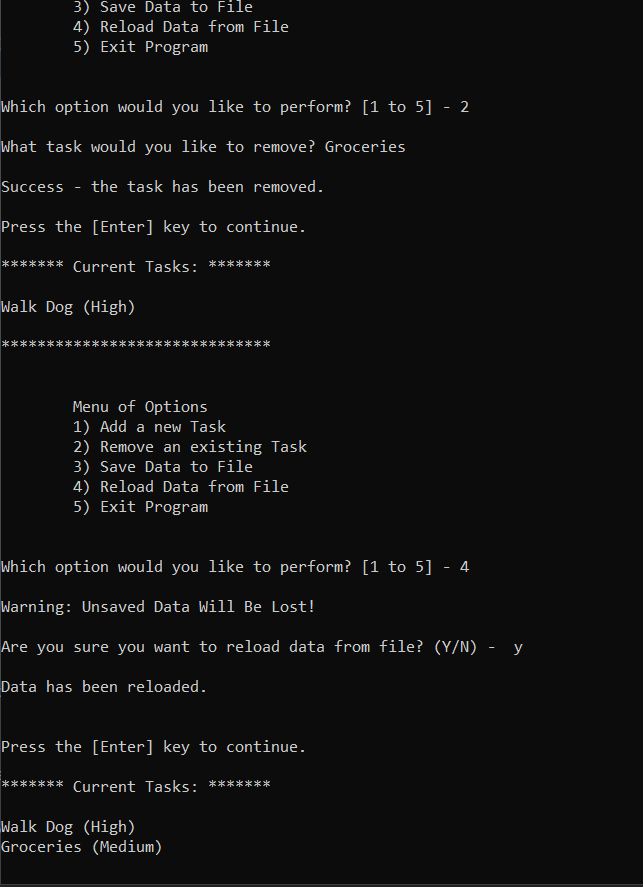 3) Save Data to File
4) Reload Data from File
5) Exit Program
Which option would you like to perform? [1 to 5] - 2
What task would you like to remove? Groceries
Success - the task has been removed.
Press the [Enter] key to continue.
******* Current Tasks: *******
Walk Dog (High)
******************************
Menu of Options
1) Add a new Task
2) Remove an existing Task
3) Save Data to File
4) Reload Data from File
5) Exit Program
Which option would you like to perform? [1 to 5] - 4
Warning: Unsaved Data Will Be Lost!
Are you sure you want to reload data from file? (Y/N) -  y
Data has been reloaded.
Press the [Enter] key to continue.
******* Current Tasks: *******
Walk Dog (High)
Groceries (Medium)